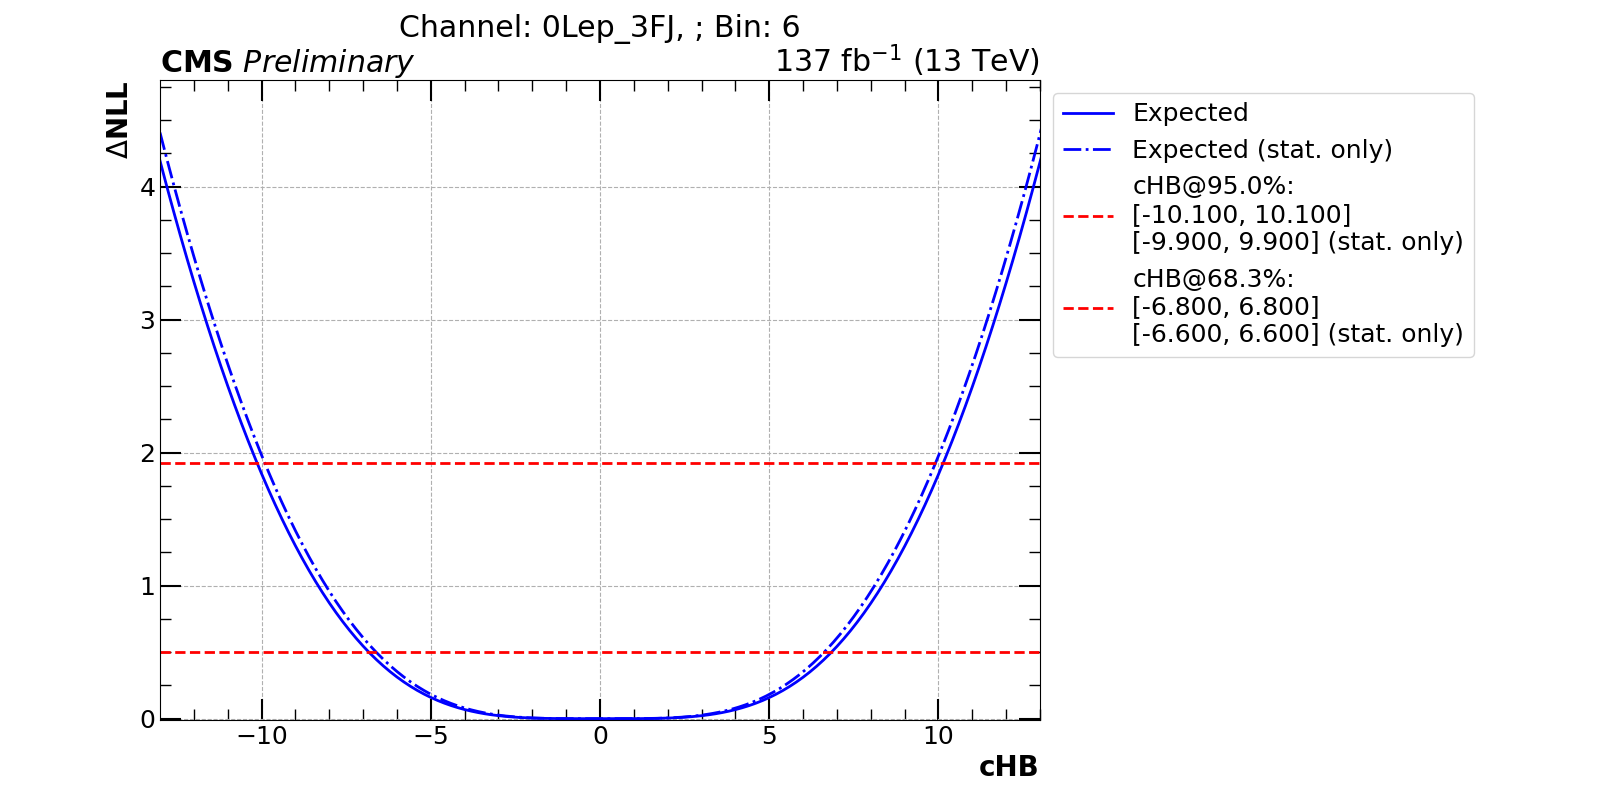 Channel: 0Lep_3FJ, ; Bin: 6
CMS Preliminary
137 fb⁻¹ (13 TeV)
ΔNLL
4
3
2
1
0
−10
−5
0
5
10
cHB
Expected
Expected (stat. only)
cHB@95.0%:
[-10.100, 10.100]
[-9.900, 9.900] (stat. only)
cHB@68.3%:
[-6.800, 6.800]
[-6.600, 6.600] (stat. only)